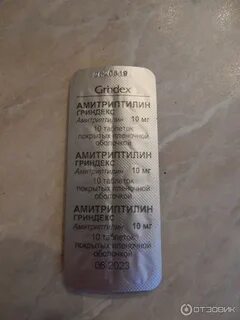 Grindex
АМИТРИПТИЛИН
ГРИНДЕКС
Амитриптилин 10 мг
10 таблеток
покрытых пленочной
оболочкой
АМИТРИПТИЛИН
ГРИНДЕКС
Амитриптилин 10 мг
10 таблеток
покрытых пленочной
оболочкой
АМИТРИПТИЛИН
ГРИНДЕКС
Амитриптилин 10 мг
10 таблеток
покрытых пленочной
оболочкой
06.2023
ОТЗОВИК